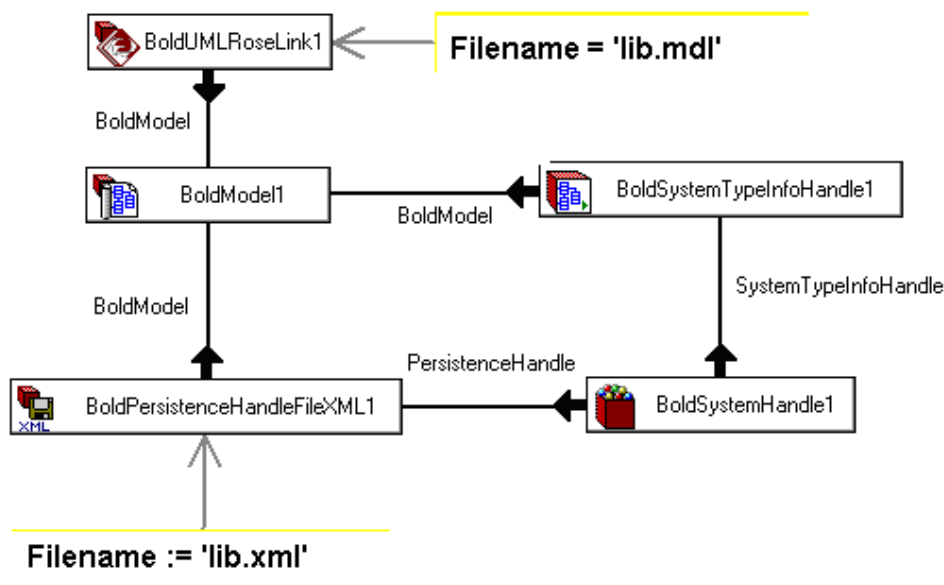 BoldUMLRoseLink1
Filename = 'lib.mdl'
BoldModel
BoldModel1
BoldSystemTypeInfoHandle1
BoldModel
BoldModel
SystemTypeInfoHandle
PersistenceHandle
XML
BoldPersistenceHandleFileXML1
BoldSystemHandle1
Filename := 'lib.xml'